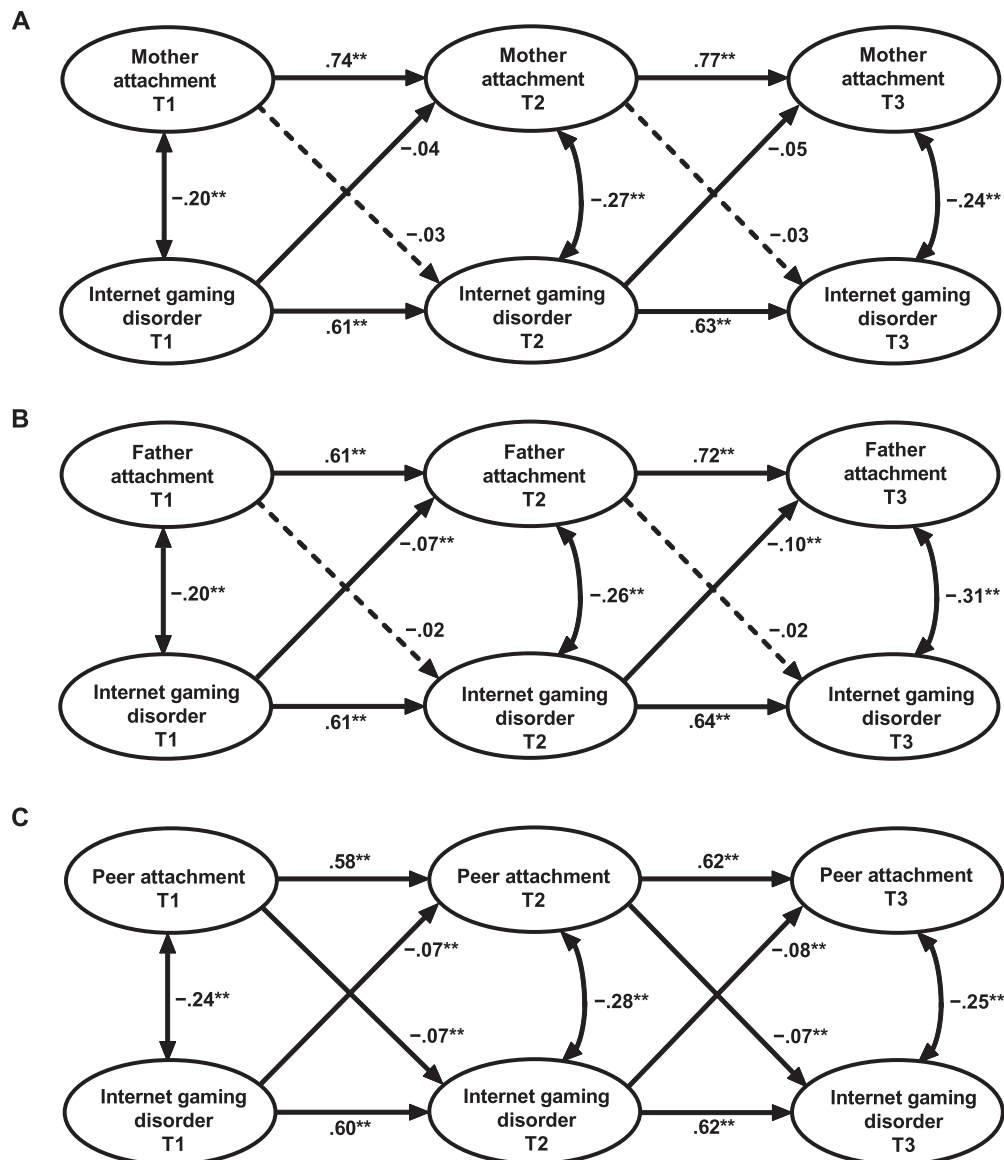 A
Mother
attachment
T1
.74**
Mother
attachment
T2
.77**
Mother
attachment
T3
−.04
−.05
−.20**
−.27**
−.24**
−.03
−.03
Internet gaming
disorder
T1
.61**
Internet gaming
disorder
T2
.63**
Internet gaming
disorder
T3
B
Father
attachment
T1
.61**
Father
attachment
T2
.72**
Father
attachment
T3
−.07**
−.10**
−.20**
−.26**
−.31**
−.02
−.02
Internet gaming
disorder
T1
.61**
Internet gaming
disorder
T2
.64**
Internet gaming
disorder
T3
C
Peer attachment
T1
.58**
Peer attachment
T2
.62**
Peer attachment
T3
−.07**
−.08**
−.24**
−.28**
−.25**
−.07**
−.07**
Internet gaming
disorder
T1
.60**
Internet gaming
disorder
T2
.62**
Internet gaming
disorder
T3